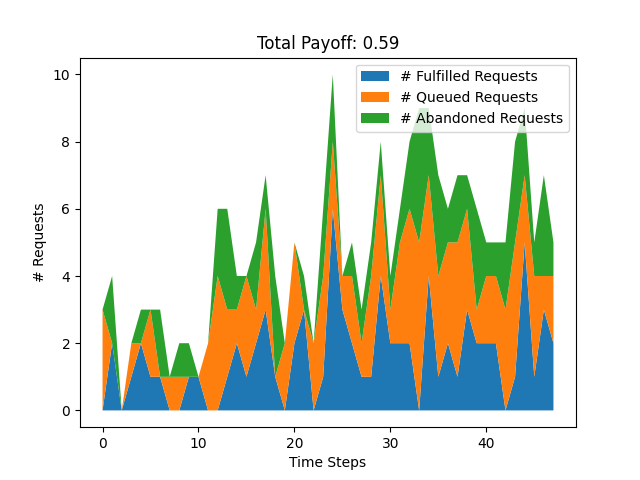 Total Payoff: 0.59
# Fulfilled Requests
# Queued Requests
# Abandoned Requests
10
8
6
4
2
0
# Requests
0 10 20 30 40
Time Steps